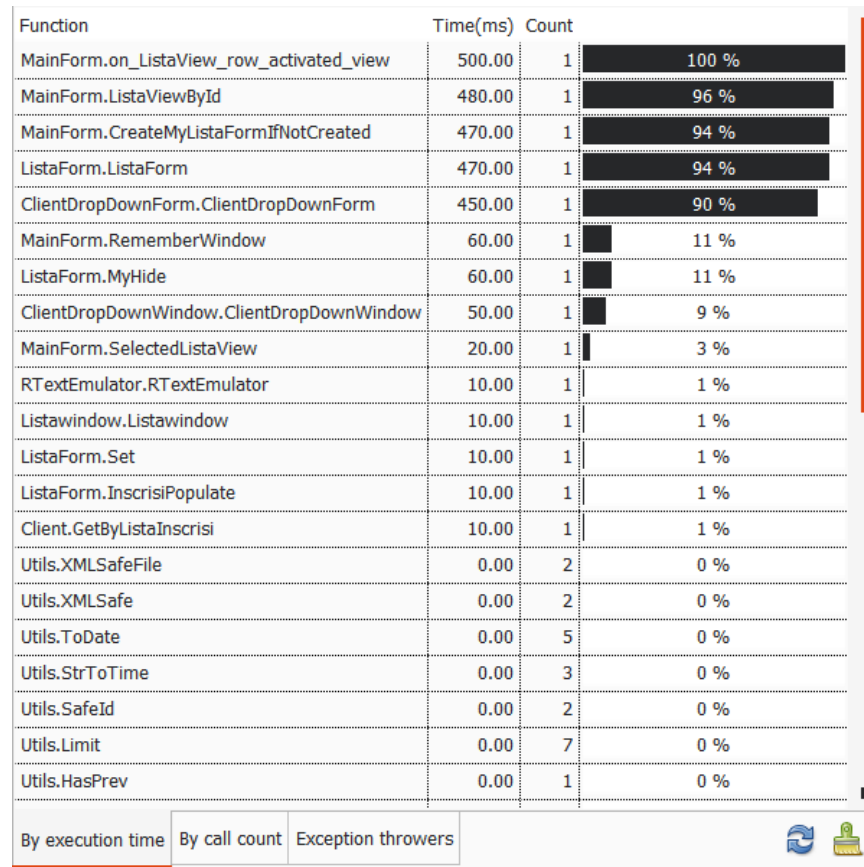 Function Time(ms) Count
MainForm.on_ListaView_row_activated_view 500.00 1 100 %
MainForm.ListaViewById 480.00 1 96 %
MainForm.CreateMyListaFormIfNotCreated 470.00 1 94 %
ListaForm.ListaForm 470.00 1 94 %
ClientDropDownForm.ClientDropDownForm 450.00 1 90 %
MainForm.RememberWindow 60.00 1 11 %
ListaForm.MyHide 60.00 1 11 %
ClientDropDownWindow.ClientDropDownWindow 50.00 1 9 %
MainForm.SelectedListaView 20.00 1 3 %
RTextEmulator.RTextEmulator 10.00 1 1 %
Listawindow.Listawindow 10.00 1 1 %
ListaForm.Set 10.00 1 1 %
ListaForm.InscrisiPopulate 10.00 1 1 %
Client.GetByListaInscrisi 10.00 1 1 %
Utils.XMLSafeFile 0.00 2 0 %
Utils.XMLSafe 0.00 2 0 %
Utils.ToDate 0.00 5 0 %
Utils.StrToTime 0.00 3 0 %
Utils.SafeId 0.00 2 0 %
Utils.Limit 0.00 7 0 %
Utils.HasPrev 0.00 1 0 %
By execution time By call count Exception throwers